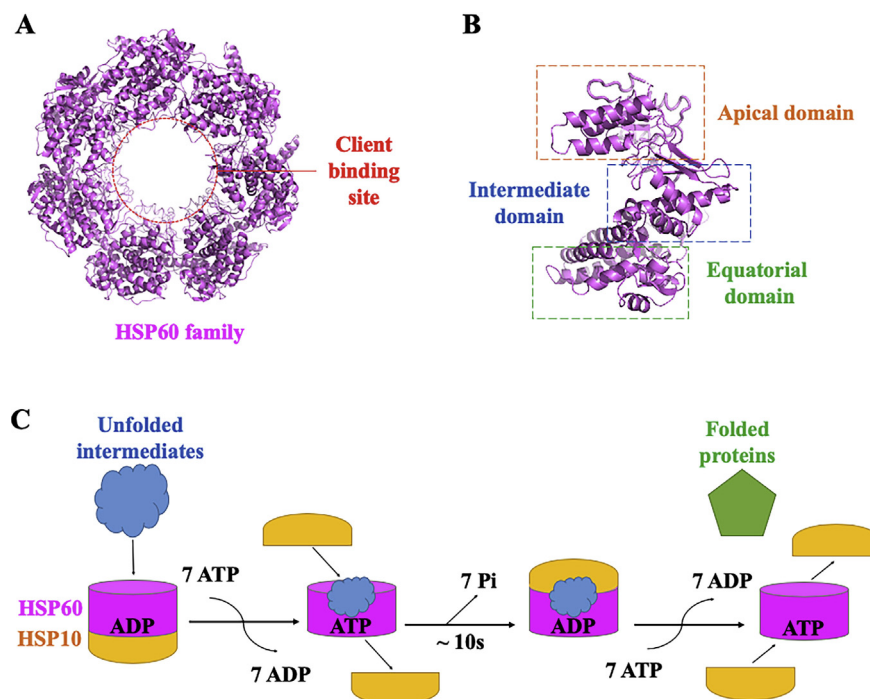 A
Client
binding
site
HSP60 family
B
Apical domain
Intermediate
domain
Equatorial
domain
C
Unfolded
intermediates
Folded
proteins
7 ATP
7 Pi
7 ADP
HSP60
ADP
ATP
ADP
ATP
HSP10
~ 10s
7 ADP
7 ATP